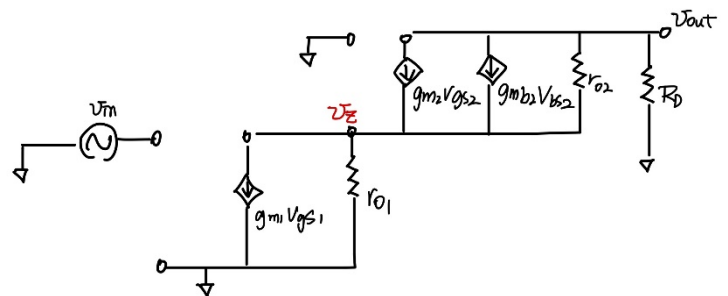 Vout
gm2Vgs2
gmb2Vbs2
ro2
RD
Vin
Vz
gm1Vgs1
ro1